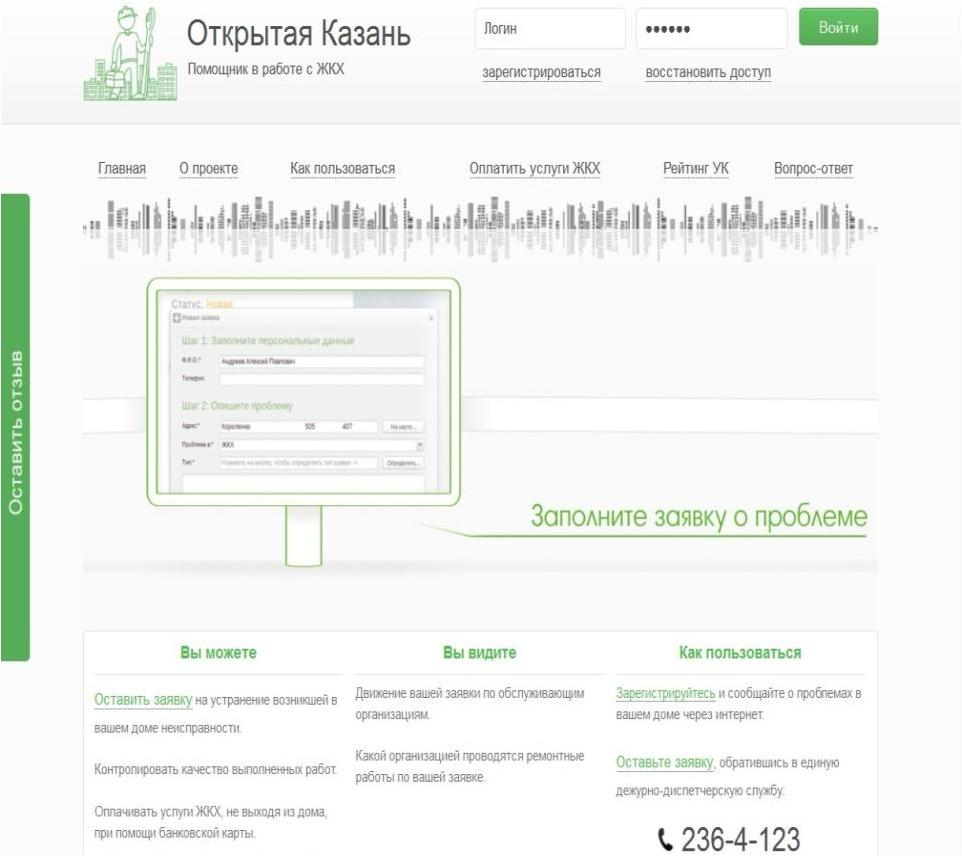 Открытая Казань
Помощник в работе с ЖКХ
Логин
••••••
Войти
зарегистрироваться
восстановить доступ
Главная О проекте Как пользоваться Оплатить услуги ЖКХ Рейтинг УК Вопрос-ответ
Оставить отзыв
Статус: Новая
Новая заявка
Шаг 1: Заполните персональные данные
Ф.И.О.* Андреев Алексей Павлович
Телефон:
Шаг 2: Опишите проблему
Адрес* Короленко 505 407 На карте...
Проблема в* ЖКХ
Тип* Нажмите на кнопку, чтобы определить тип заявки -> Определить...
Заполните заявку о проблеме
Вы можете
Оставить заявку на устранение возникшей в
вашем доме неисправности.
Контролировать качество выполненных работ.
Оплачивать услуги ЖКХ, не выходя из дома,
при помощи банковской карты.
Вы видите
Движение вашей заявки по обслуживающим
организациям.
Какой организацией проводятся ремонтные
работы по вашей заявке.
Как пользоваться
Зарегистрируйтесь и сообщайте о проблемах в
вашем доме через интернет.
Оставьте заявку, обратившись в единую
дежурно-диспетчерскую службу:
236-4-123